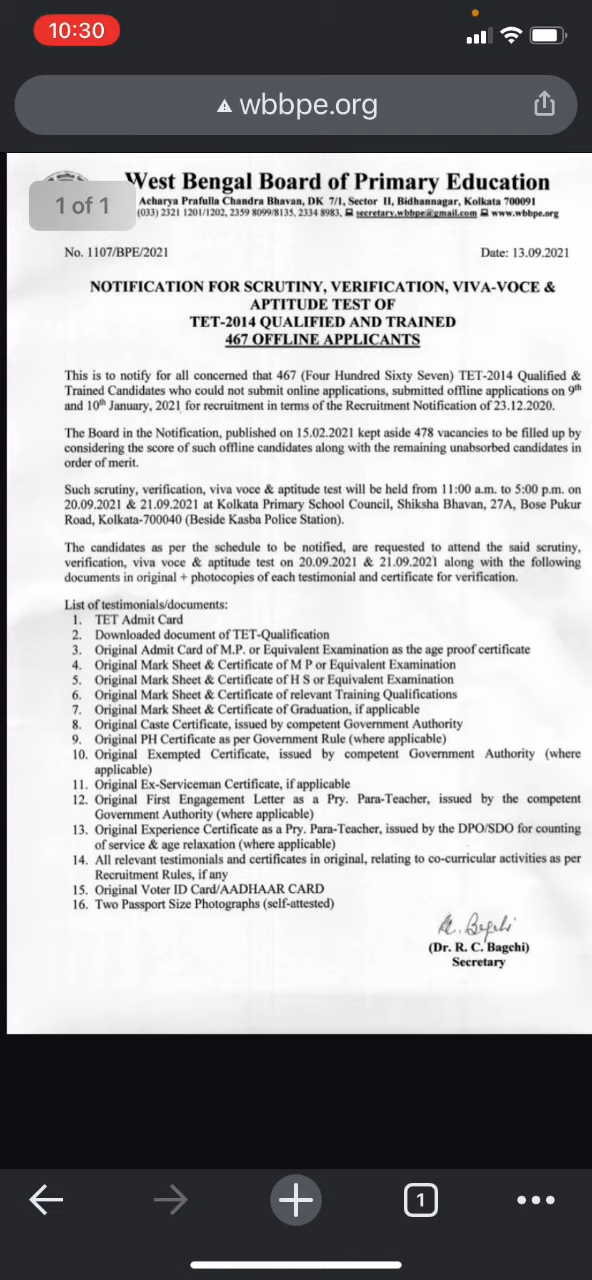 10:30
wbbpe.org
1 of 1
West Bengal Board of Primary Education
Acharya Prafulla Chandra Bhavan, DK 7/1, Sector II, Bidhannagar, Kolkata 700091
(033) 2321 1201/1202, 2359 8099/8135, 2334 8983, secretary.wbbpe@gmail.com www.wbbpe.org
No. 1107/BPE/2021 Date: 13.09.2021
NOTIFICATION FOR SCRUTINY, VERIFICATION, VIVA-VOCE &
APTITUDE TEST OF
TET-2014 QUALIFIED AND TRAINED
467 OFFLINE APPLICANTS
This is to notify for all concerned that 467 (Four Hundred Sixty Seven) TET-2014 Qualified &
Trained Candidates who could not submit online applications, submitted offline applications on 9th
and 10th January, 2021 for recruitment in terms of the Recruitment Notification of 23.12.2020.
The Board in the Notification, published on 15.02.2021 kept aside 478 vacancies to be filled up by
considering the score of such offline candidates along with the remaining unabsorbed candidates in
order of merit.
Such scrutiny, verification, viva voce & aptitude test will be held from 11:00 a.m. to 5:00 p.m. on
20.09.2021 & 21.09.2021 at Kolkata Primary School Council, Shiksha Bhavan, 27A, Bose Pukur
Road, Kolkata-700040 (Beside Kasba Police Station).
The candidates as per the schedule to be notified, are requested to attend the said scrutiny,
verification, viva voce & aptitude test on 20.09.2021 & 21.09.2021 along with the following
documents in original + photocopies of each testimonial and certificate for verification.
List of testimonials/documents:
1. TET Admit Card
2. Downloaded document of TET-Qualification
3. Original Admit Card of M.P. or Equivalent Examination as the age proof certificate
4. Original Mark Sheet & Certificate of M P or Equivalent Examination
5. Original Mark Sheet & Certificate of H S or Equivalent Examination
6. Original Mark Sheet & Certificate of relevant Training Qualifications
7. Original Mark Sheet & Certificate of Graduation, if applicable
8. Original Caste Certificate, issued by competent Government Authority
9. Original PH Certificate as per Government Rule (where applicable)
10. Original Exempted Certificate, issued by competent Government Authority (where
applicable)
11. Original Ex-Serviceman Certificate, if applicable
12. Original First Engagement Letter as a Pry. Para-Teacher, issued by the competent
Government Authority (where applicable)
13. Original Experience Certificate as a Pry. Para-Teacher, issued by the DPO/SDO for counting
of service & age relaxation (where applicable)
14. All relevant testimonials and certificates in original, relating to co-curricular activities as per
Recruitment Rules, if any
15. Original Voter ID Card/AADHAAR CARD
16. Two Passport Size Photographs (self-attested)
(Dr. R. C. Bagchi)
Secretary
1